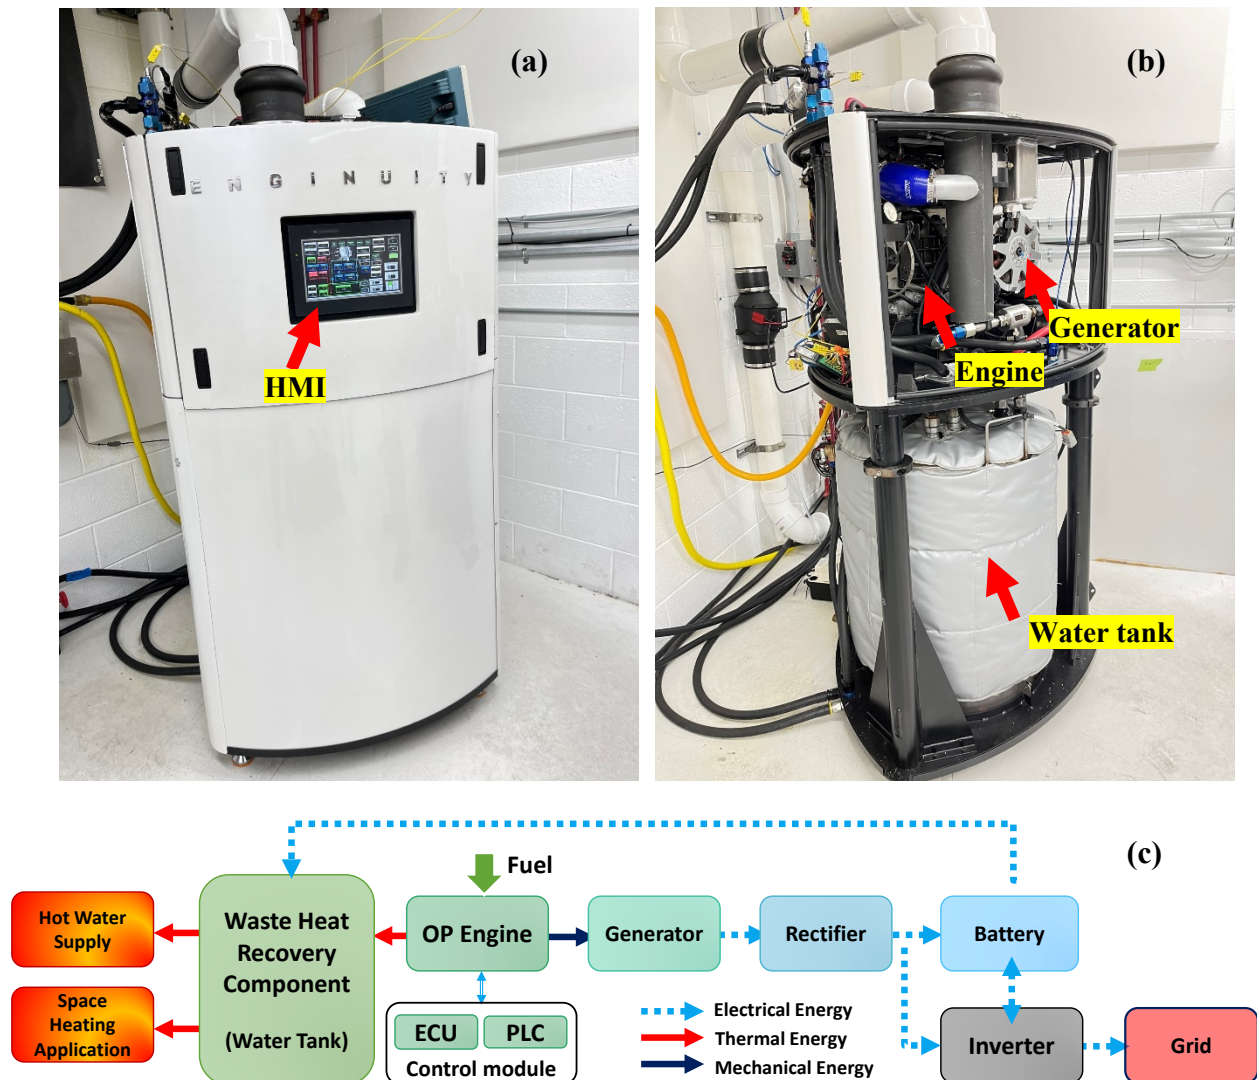 (a)
ENGINÜITY
HMI
(b)
Generator
Engine
Water tank
(c)
Fuel
Hot Water
Supply
Space
Heating
Application
Waste Heat
Recovery
Component
(Water Tank)
OP Engine
Generator
Rectifier
Battery
ECU
PLC
Control module
Electrical Energy
Thermal Energy
Mechanical Energy
Inverter
Grid